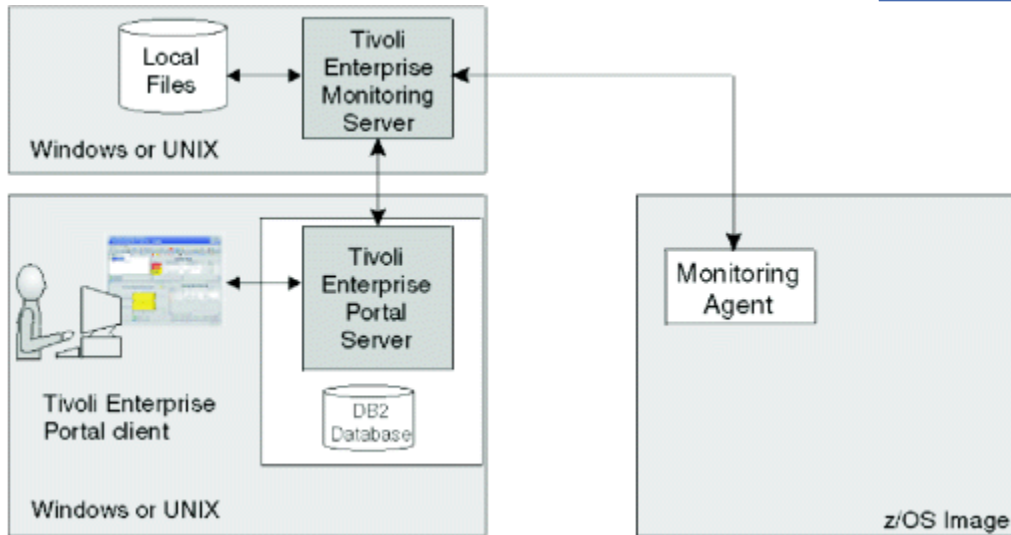 Local
Files
Tivoli
Enterprise
Monitoring
Server
Windows or UNIX
Tivoli
Enterprise
Portal
Server
Monitoring
Agent
Tivoli Enterprise
Portal client
DB2
Database
Windows or UNIX
z/OS Image